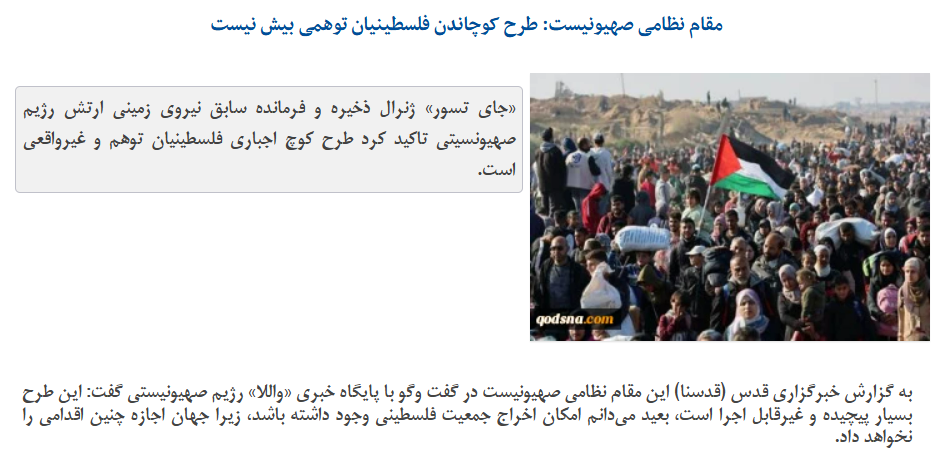 مقام نظامی صهیونیست: طرح کوچاندن فلسطینیان توهمی بیش نیست
«جای تسور» ژنرال ذخیره و فرمانده سابق نیروی زمینی ارتش رژیم
صهیونسیتی تاکید کرد طرح کوچ اجباری فلسطینیان توهم و غیرواقعی
است.
qodsna.com
به گزارش خبرگزاری قدس (قدسنا) این مقام نظامی صهیونیست در گفت وگو با پایگاه خبری «واللا» رژیم صهیونیستی گفت: این طرح
بسیار پیچیده و غیرقابل اجرا است، بعید می‌دانم امکان اخراج جمعیت فلسطینی وجود داشته باشد، زیرا جهان اجازه چنین اقدامی را
نخواهد داد.